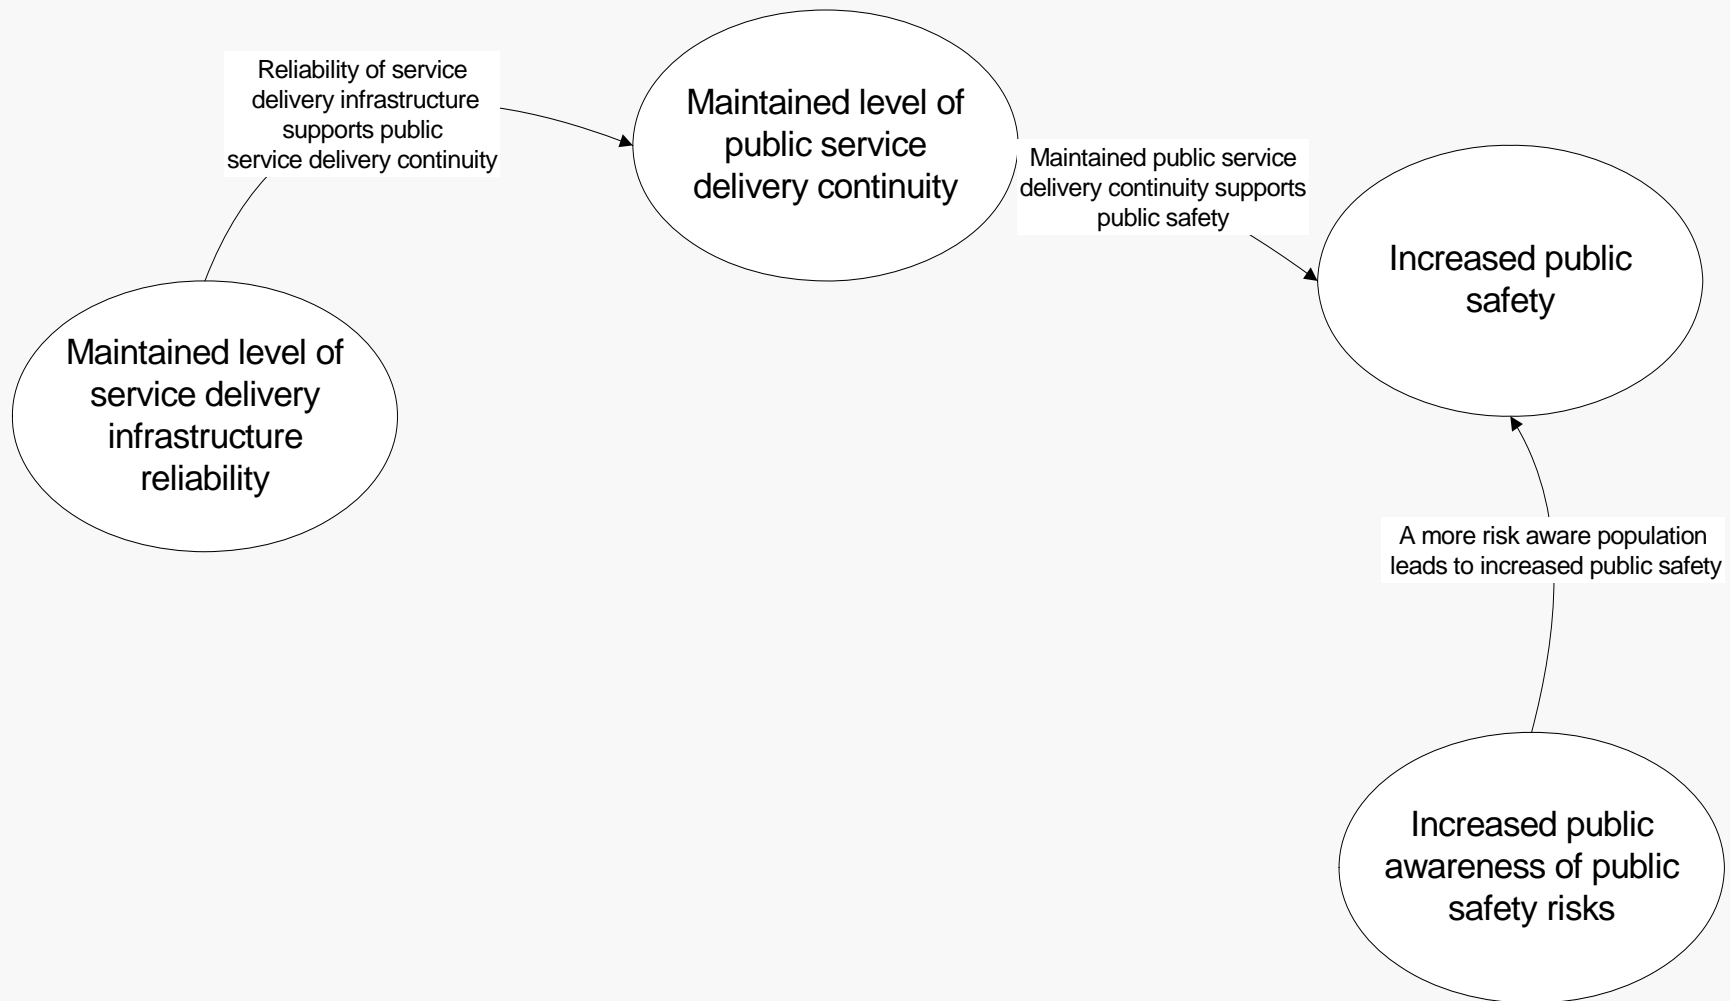 Reliability of service
delivery infrastructure
supports public
service delivery continuity
Maintained level of
public service
delivery continuity
Maintained public service
delivery continuity supports
public safety
Increased public
safety
Maintained level of
service delivery
infrastructure
reliability
A more risk aware population
leads to increased public safety
Increased public
awareness of public
safety risks